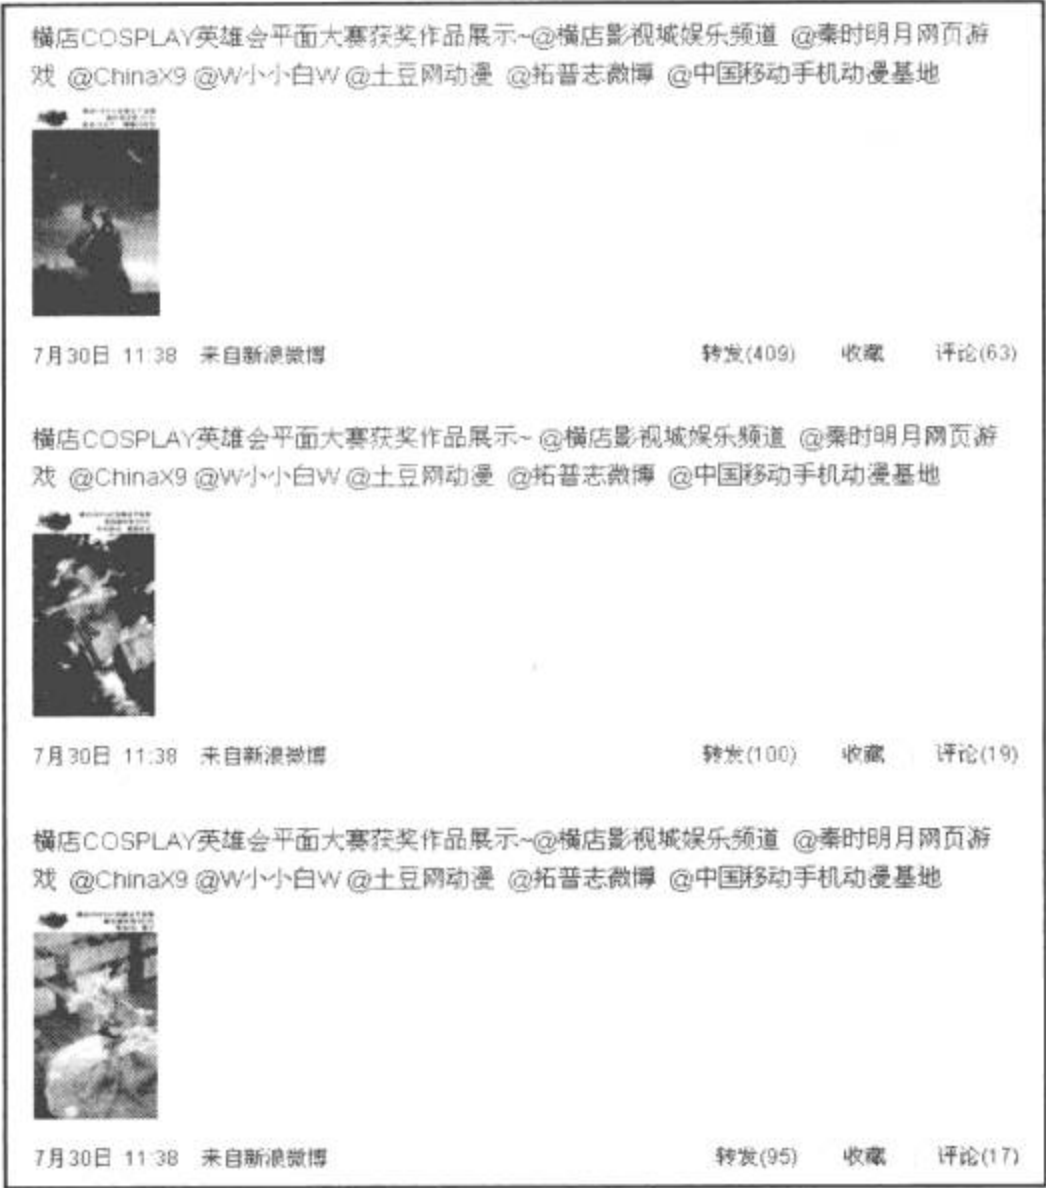 横店COSPLAY英雄会平面大赛获奖作品展示~@横店影视城娱乐频道 @秦时明月网页游
戏 @ChinaX9 @W小小白W @土豆网动漫 @拓普志微博 @中国移动手机动漫基地
7月30日 11:38 来自新浪微博 转发(409) 收藏 评论(63)
横店COSPLAY英雄会平面大赛获奖作品展示~ @横店影视城娱乐频道 @秦时明月网页游
戏 @ChinaX9 @W小小白W @土豆网动漫 @拓普志微博 @中国移动手机动漫基地
7月30日 11:38 来自新浪微博 转发(100) 收藏 评论(19)
横店COSPLAY英雄会平面大赛获奖作品展示~@横店影视城娱乐频道 @秦时明月网页游
戏 @ChinaX9 @W小小白W @土豆网动漫 @拓普志微博 @中国移动手机动漫基地
7月30日 11:38 来自新浪微博 转发(95) 收藏 评论(17)